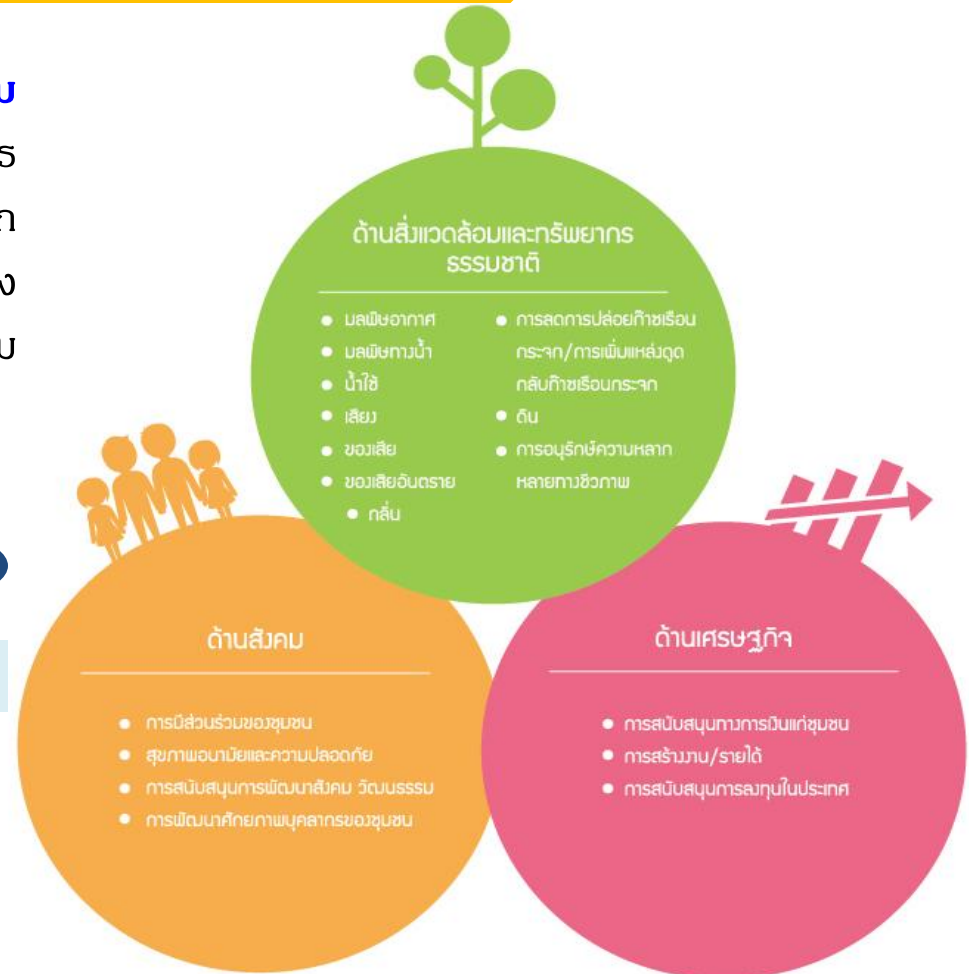 บ
ร
ถ
ง
บ
ด้านสิ่งแวดล้อมและทรัพยากร
ธรรมชาติ
● มลพิษอากาศ
● มลพิษทางน้ำ
● น้ำใช้
● เสียง
● ของเสีย
● ของเสียอันตราย
● กลิ่น
● การลดการปล่อยก๊าซเรือน
กระจก/การเพิ่มแหล่งดูด
กลับก๊าซเรือนกระจก
● ดิน
● การอนุรักษ์ความหลาก
หลายทางชีวภาพ
ด้านสังคม
● การมีส่วนร่วมของชุมชน
● สุขภาพอนามัยและความปลอดภัย
● การสนับสนุนการพัฒนาสังคม วัฒนธรรม
● การพัฒนาศักยภาพบุคลากรของชุมชน
ด้านเศรษฐกิจ
● การสนับสนุนทางการเงินแก่ชุมชน
● การสร้างงาน/รายได้
● การสนับสนุนการลงทุนในประเทศ